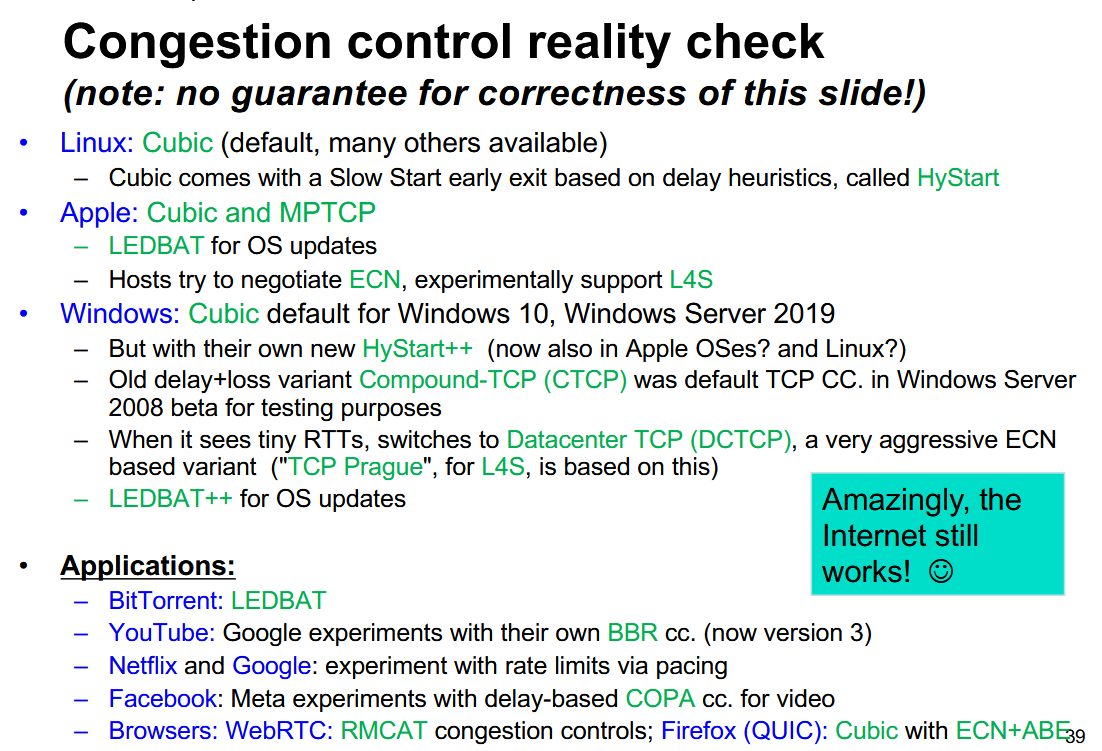 Congestion control reality check
(note: no guarantee for correctness of this slide!)
• Linux: Cubic (default, many others available)
– Cubic comes with a Slow Start early exit based on delay heuristics, called HyStart
• Apple: Cubic and MPTCP
– LEDBAT for OS updates
– Hosts try to negotiate ECN, experimentally support L4S
• Windows: Cubic default for Windows 10, Windows Server 2019
– But with their own new HyStart++ (now also in Apple OSes? and Linux?)
– Old delay+loss variant Compound-TCP (CTCP) was default TCP CC. in Windows Server
2008 beta for testing purposes
– When it sees tiny RTTs, switches to Datacenter TCP (DCTCP), a very aggressive ECN
based variant ("TCP Prague", for L4S, is based on this)
– LEDBAT++ for OS updates
Amazingly, the
Internet still
works! ☺
• Applications:
– BitTorrent: LEDBAT
– YouTube: Google experiments with their own BBR cc. (now version 3)
– Netflix and Google: experiment with rate limits via pacing
– Facebook: Meta experiments with delay-based COPA cc. for video
– Browsers: WebRTC: RMCAT congestion controls; Firefox (QUIC): Cubic with ECN+ABE
39